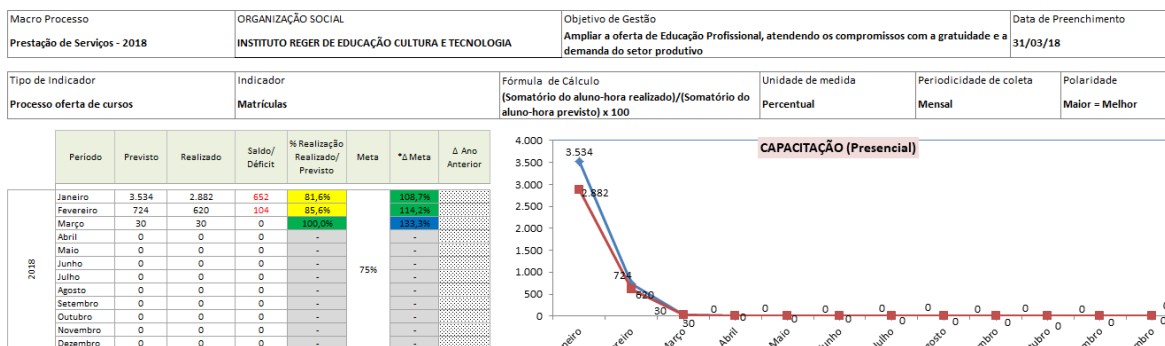 Macro Processo
Prestação de Serviços - 2018
ORGANIZAÇÃO SOCIAL
INSTITUTO REGER DE EDUCAÇÃO CULTURA E TECNOLOGIA
Objetivo de Gestão
Ampliar a oferta de Educação Profissional, atendendo os compromissos com a gratuidade e a
demanda do setor produtivo
Data de Preenchimento
31/03/18
Tipo de Indicador
Processo oferta de cursos
Indicador
Matrículas
Fórmula de Cálculo
(Somatório do aluno-hora realizado)/(Somatório do
aluno-hora previsto) x 100
Unidade de medida
Percentual
Periodicidade de coleta
Mensal
Polaridade
Maior = Melhor
Período Previsto Realizado Saldo/ Déficit % Realização Realizado/ Previsto Meta *Δ Meta Δ Ano Anterior
2018
Janeiro 3.534 2.882 652 81,6% 108,7%
Fevereiro 724 620 104 85,6% 114,2%
Março 30 30 0 100,0% 133,3%
Abril 0 0 0 - -
Maio 0 0 0 - -
Junho 0 0 0 - -
75%
Julho 0 0 0 - -
Agosto 0 0 0 - -
Setembro 0 0 0 - -
Outubro 0 0 0 - -
Novembro 0 0 0 - -
Dezembro 0 0 0 - -
CAPACITAÇÃO (Presencial)
4.000
3.500
3.000
2.500
2.000
1.500
1.000
500
0
3.534
2.882
724
620
30
30
0 0 0 0 0 0 0 0 0
0 0 0 0 0 0 0 0 0
Março
Abril
Maio